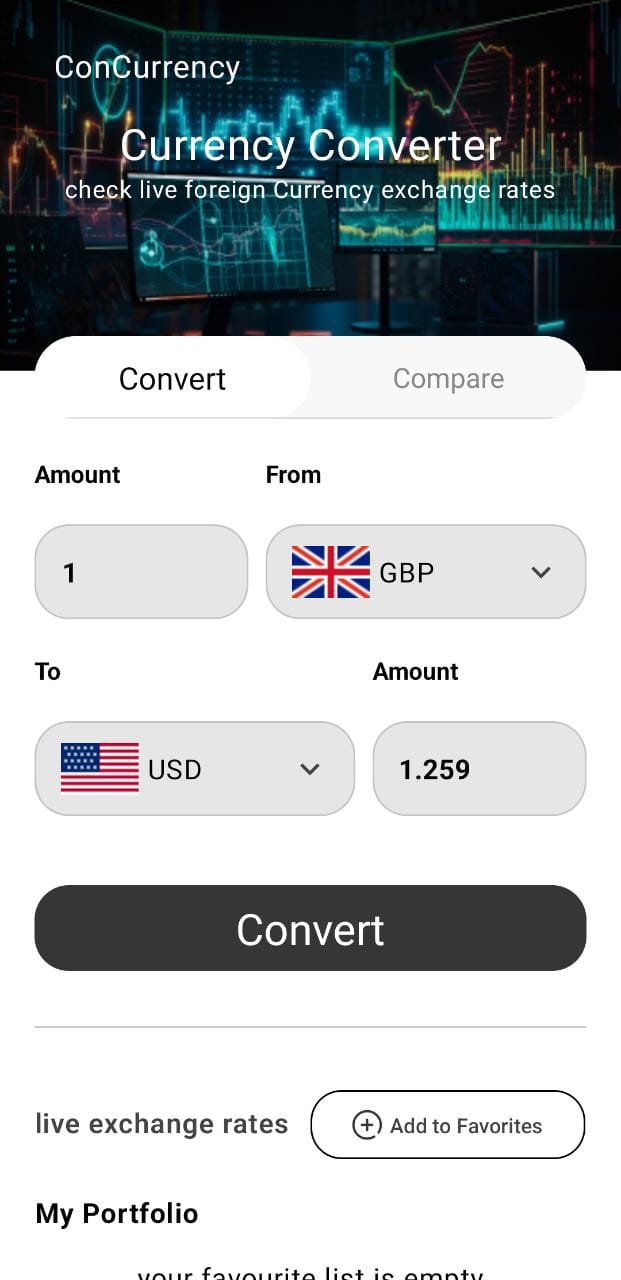 ConCurrency
Currency Converter
check live foreign Currency exchange rates
Convert
Compare
Amount
From
1
GBP
To
Amount
USD
1.259
Convert
live exchange rates
Add to Favorites
My Portfolio
your favourite list is empty